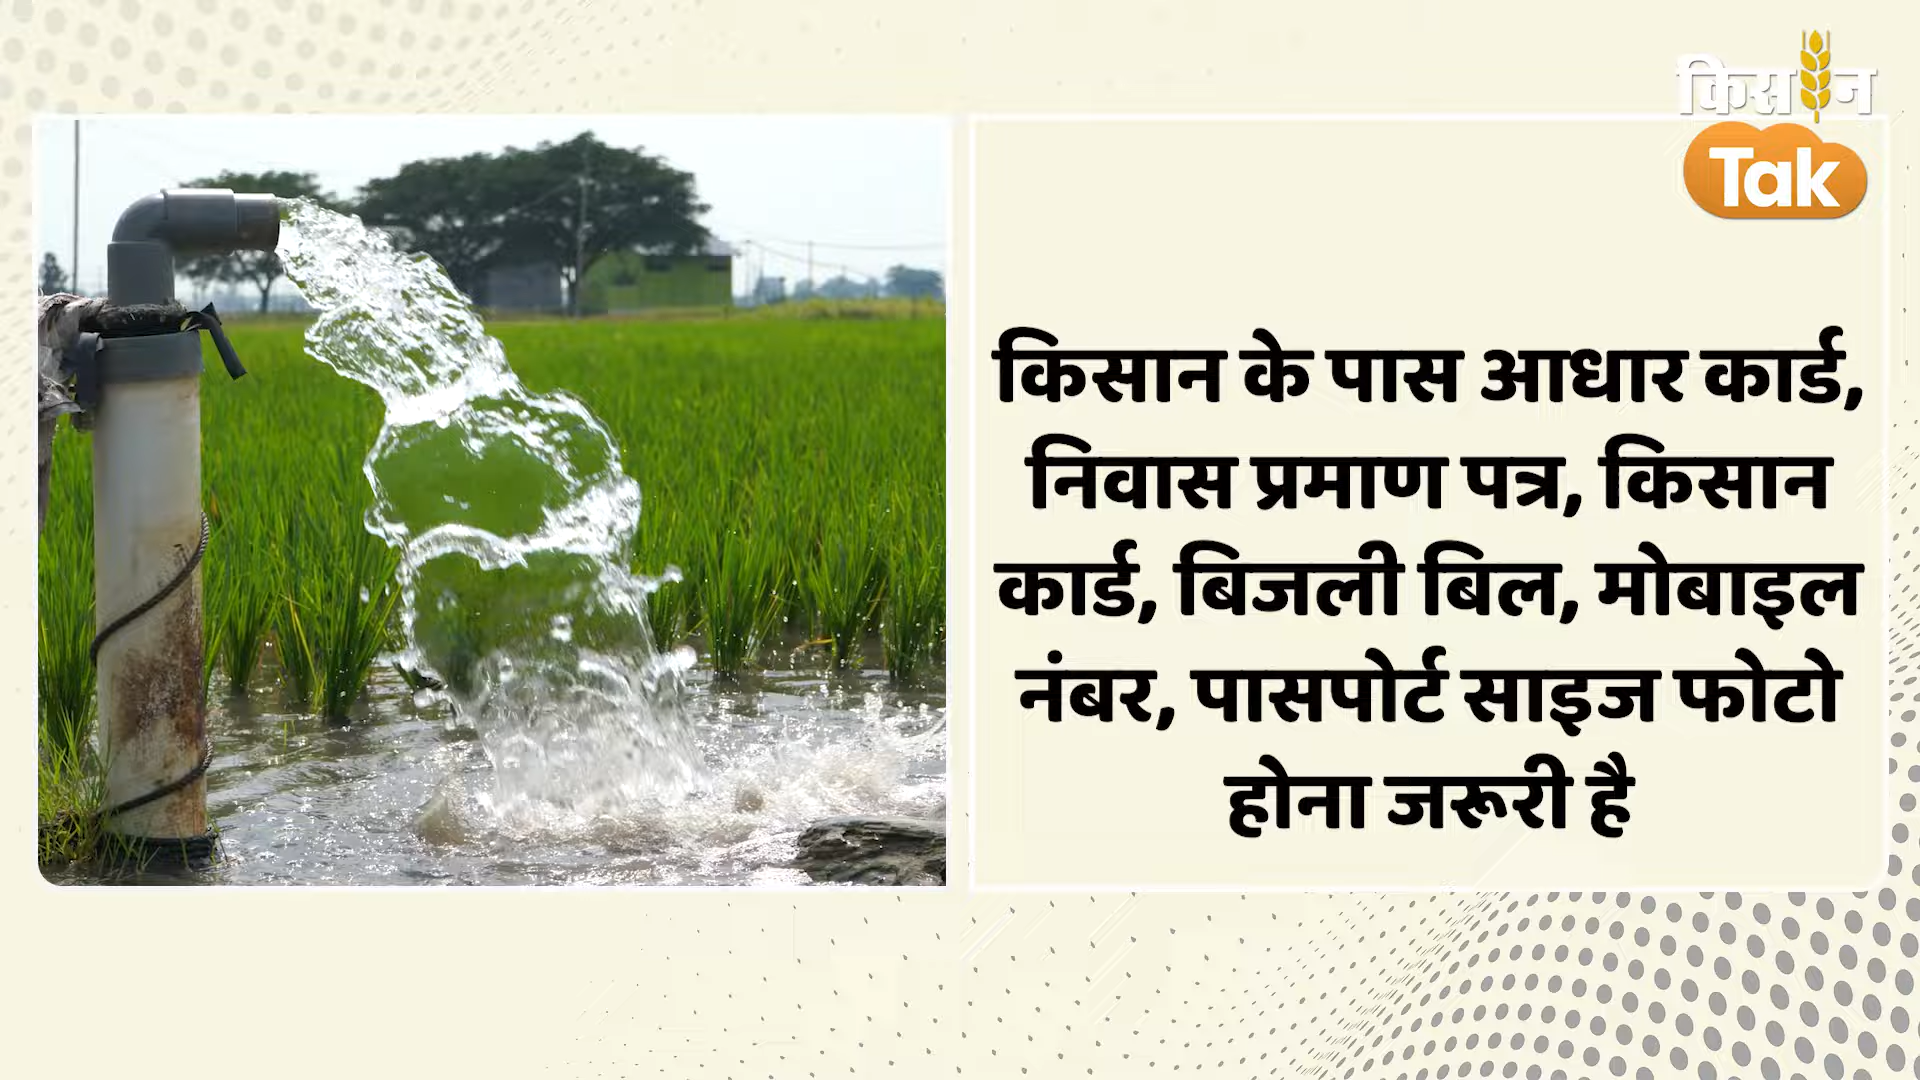 किसान
Tak
किसान के पास आधार कार्ड,
निवास प्रमाण पत्र, किसान
कार्ड, बिजली बिल, मोबाइल
नंबर, पासपोर्ट साइज फोटो
होना जरूरी है